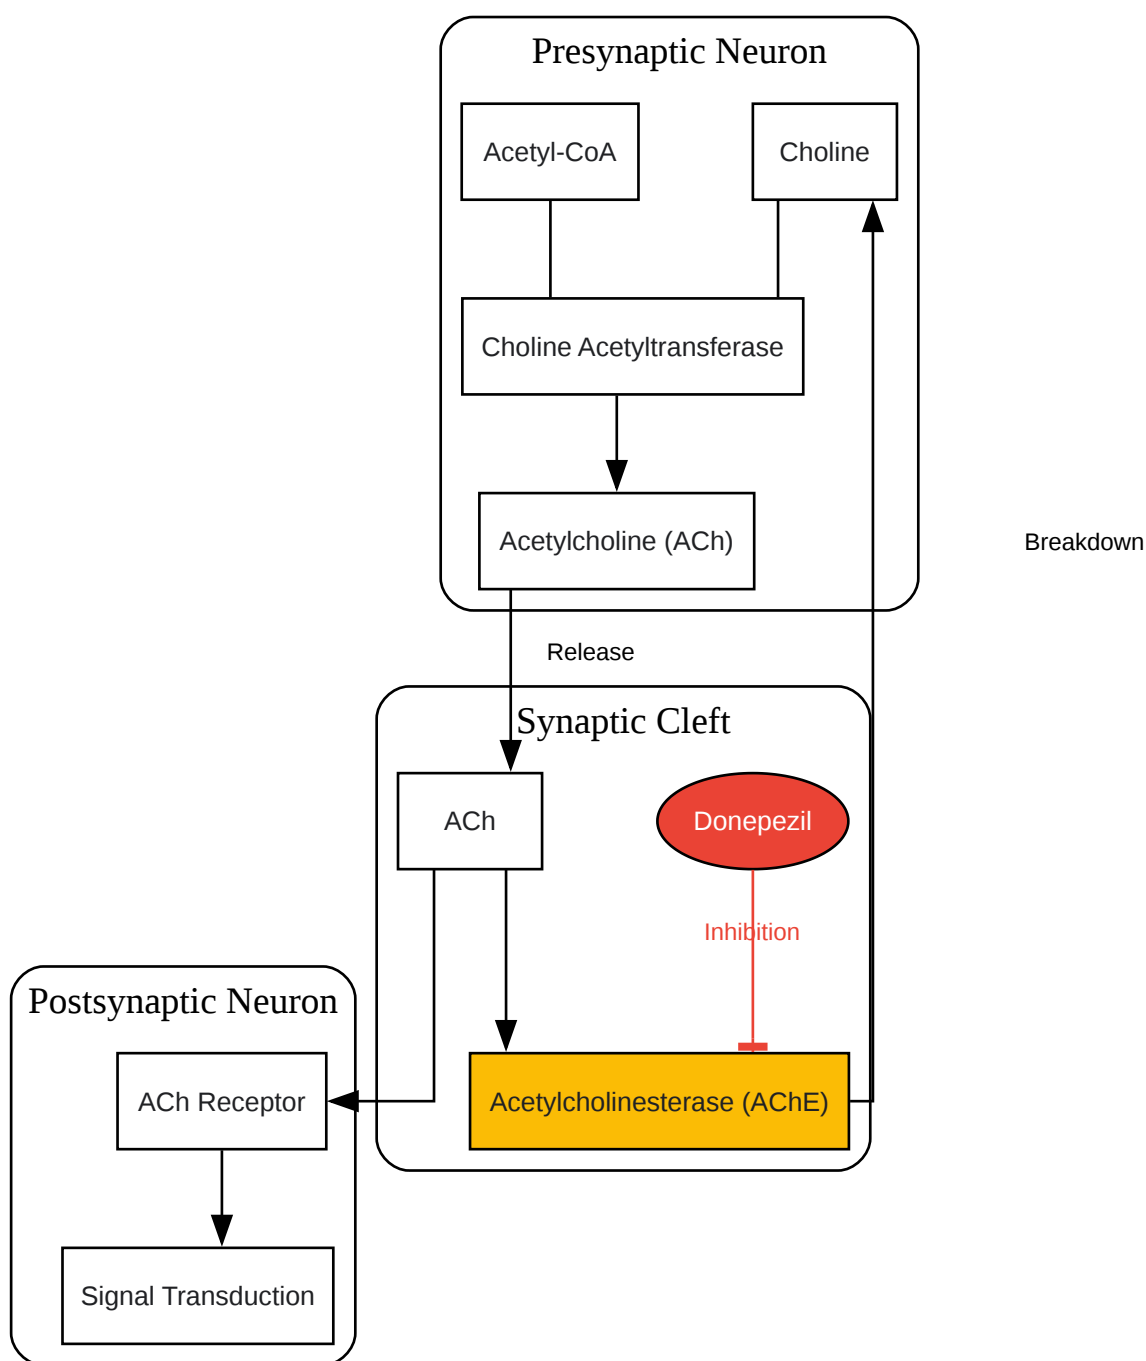 Presynaptic Neuron
Acetyl-CoA
Choline
Choline Acetyltransferase
Acetylcholine (ACh)
Breakdown
Release
Synaptic Cleft
ACh
Donepezil
Inhibition
Postsynaptic Neuron
ACh Receptor
Acetylcholinesterase (AChE)
Signal Transduction